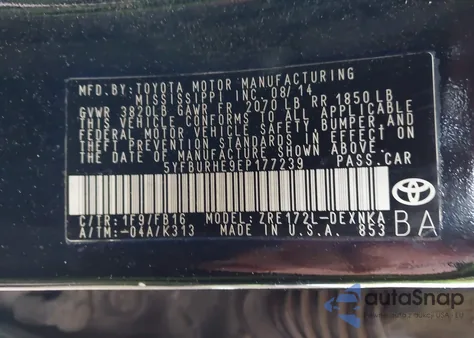 MFD. BY: TOYOTA MOTOR MANUFACTURING
MISSISSIPPI, INC. 08/14
GVWR 3820LB GAWR FR 2070 LB RR 1850 LB
THIS VEHICLE CONFORMS TO ALL APPLICABLE
FEDERAL MOTOR VEHICLE SAFETY, BUMPER, AND
THEFT PREVENTION STANDARDS IN EFFECT ON
THE DATE OF MANUFACTURE SHOWN ABOVE.
5YFBURHE9EP177239 PASS.CAR
C/TR: 1F9/FB16 MODEL: ZRE172L-DEXNKA
A/TM: -04A/K313 MADE IN U.S.A. 853
TOYOTA
BA
autoSnap